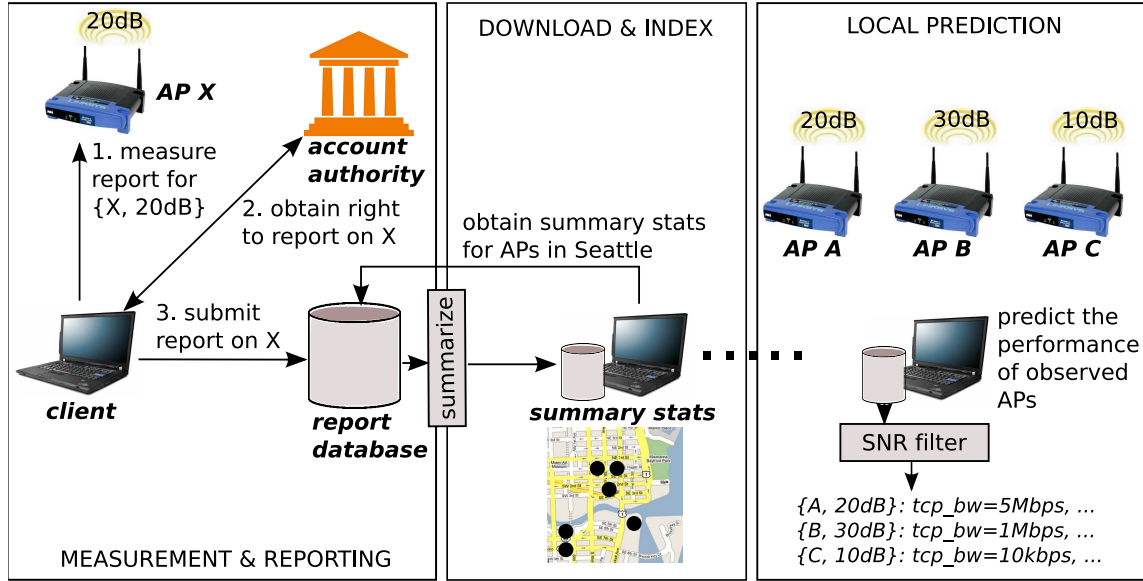 20dB
AP X
account
authority
1. measure
report for
{X, 20dB}
2. obtain right
to report on X
3. submit
report on X
client
report
database
MEASUREMENT & REPORTING
DOWNLOAD & INDEX
obtain summary stats
for APs in Seattle
summarize
summary stats
LOCAL PREDICTION
20dB
30dB
10dB
AP A
AP B
AP C
predict the
performance
of observed
APs
SNR filter
{A, 20dB}: tcp_bw=5Mbps, ...
{B, 30dB}: tcp_bw=1Mbps, ...
{C, 10dB}: tcp_bw=10kbps, ...